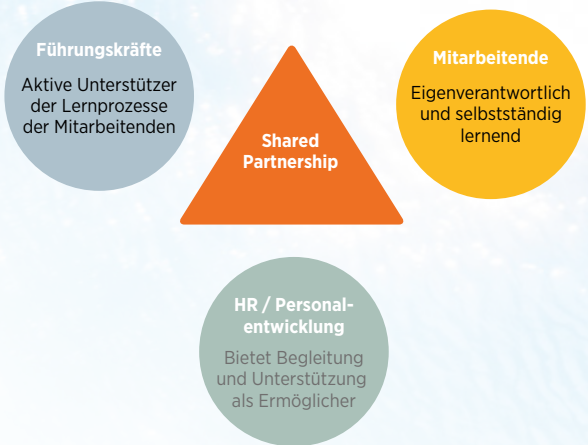 Führungskräfte
Aktive Unterstützer
der Lernprozesse
der Mitarbeitenden
Mitarbeitende
Eigenverantwortlich
und selbstständig
lernend
Shared
Partnership
HR / Personal-
entwicklung
Bietet Begleitung
und Unterstützung
als Ermöglicher